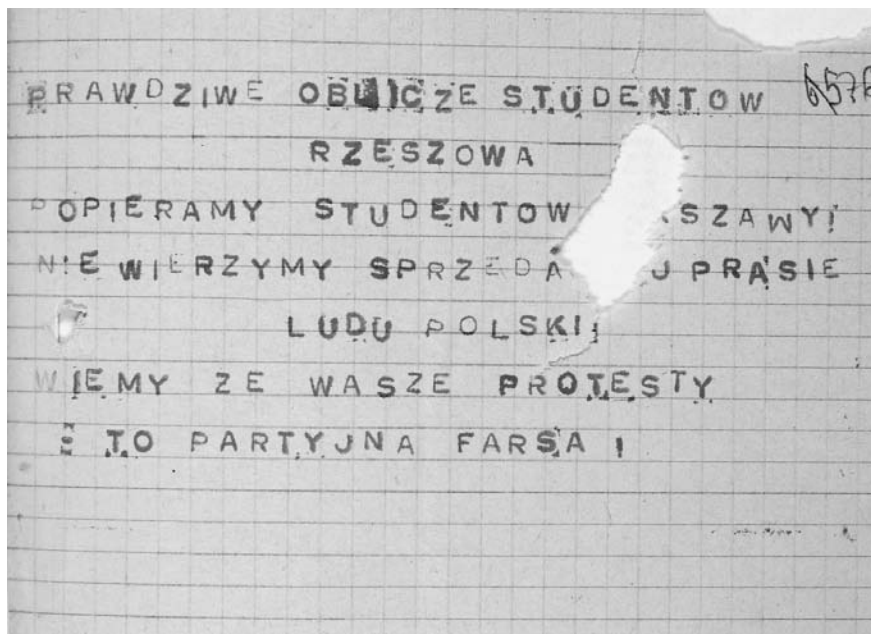 PRAWDZIWE OBLICZE STUDENTOW
RZESZOWA
POPIERAMY STUDENTOW
NIE WIERZYMY PRASIE
LUDU POLSKI!
WIEMY ZE WASZE PROTESTY
TO PARTYJNA FARSA!